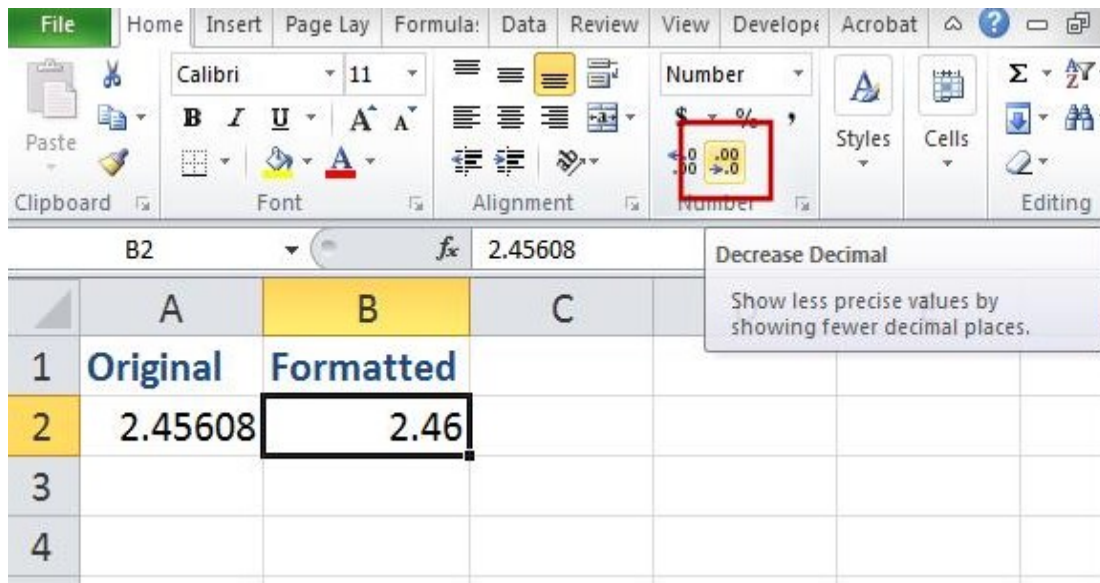 File Home Insert Page Lay Formula: Data Review View Develope Acrobat
Calibri 11 Number Σ
B I U A A $ % ,
Paste A .0 .00 .00 .0 Styles Cells
Clipboard Font Alignment Number Editing
B2 fx 2.45608 Decrease Decimal
A B C Show less precise values by
showing fewer decimal places.
1 Original Formatted
2 2.45608 2.46
3
4